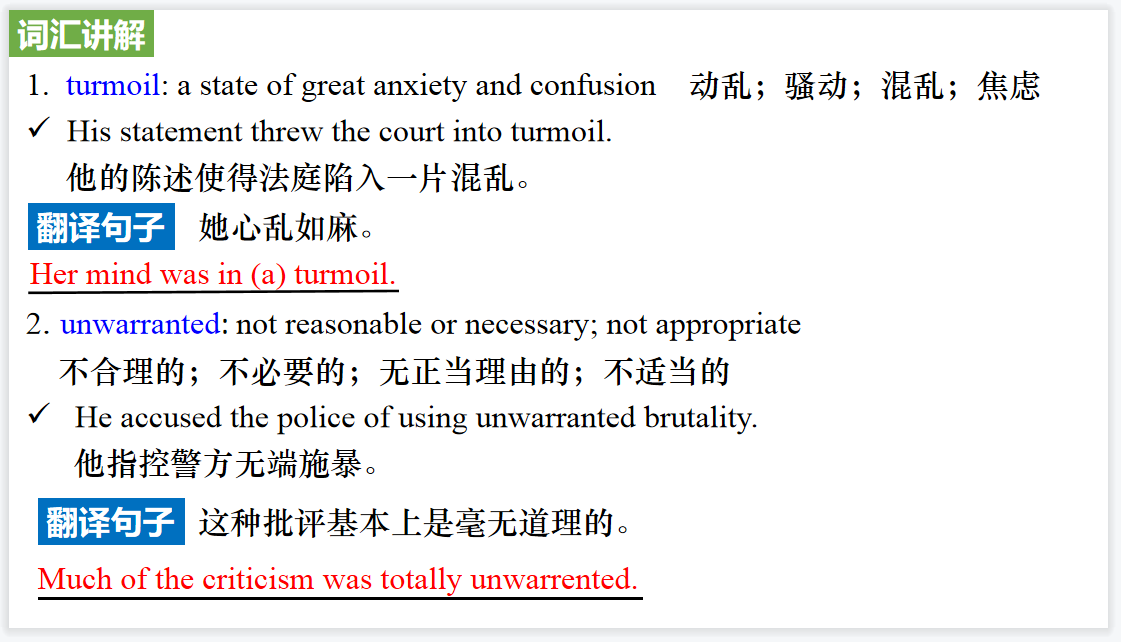 词汇讲解
1. turmoil: a state of great anxiety and confusion 动乱；骚动；混乱；焦虑
✓ His statement threw the court into turmoil.
他的陈述使得法庭陷入一片混乱。
翻译句子 她心乱如麻。
Her mind was in (a) turmoil.
2. unwarranted: not reasonable or necessary; not appropriate
不合理的；不必要的；无正当理由的；不适当的
✓ He accused the police of using unwarranted brutality.
他指控警方无端施暴。
翻译句子 这种批评基本上是毫无道理的。
Much of the criticism was totally unwarrented.